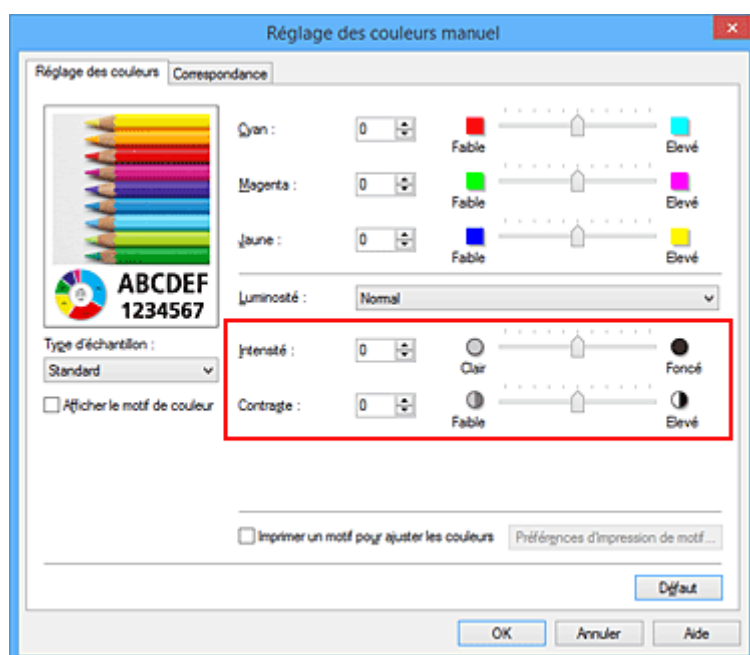 Réglage des couleurs manuel
Réglage des couleurs
Correspondance
Cyan :
0
Faible
Elevé
Magenta :
0
Faible
Elevé
Jaune :
0
Faible
Elevé
ABCDEF
1234567
Luminosité :
Normal
Type d'échantillon :
Standard
Afficher le motif de couleur
Intensité :
0
Clair
Foncé
Contraste :
0
Faible
Elevé
Imprimer un motif pour ajuster les couleurs
Préférences d'impression de motif...
Défaut
OK
Annuler
Aide